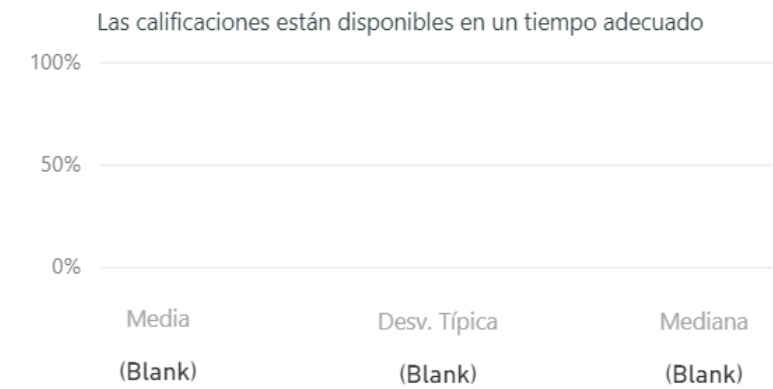 Las calificaciones están disponibles en un tiempo adecuado
100%
50%
0%
Media Desv. Típica Mediana
(Blank) (Blank) (Blank)